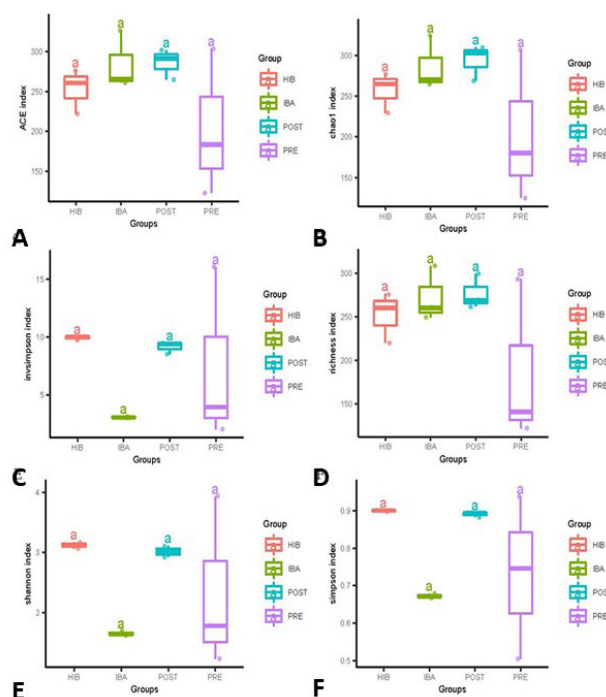 a
a
a
a
300
250
200
150
ACE index
HIB
IBA
POST
PRE
Groups
Group
HIB
IBA
POST
PRE
A
a
a
a
a
300
250
200
150
chao1 index
HIB
IBA
POST
PRE
Groups
Group
HIB
IBA
POST
PRE
B
a
a
a
a
15
10
5
invsimpson index
HIB
IBA
POST
PRE
Groups
Group
HIB
IBA
POST
PRE
C
a
a
a
a
300
250
200
150
richness index
HIB
IBA
POST
PRE
Groups
Group
HIB
IBA
POST
PRE
D
a
a
a
a
4
3
2
shannon index
HIB
IBA
POST
PRE
Groups
Group
HIB
IBA
POST
PRE
E
a
a
a
a
0.9
0.8
0.7
0.6
0.5
simpson index
HIB
IBA
POST
PRE
Groups
Group
HIB
IBA
POST
PRE
F